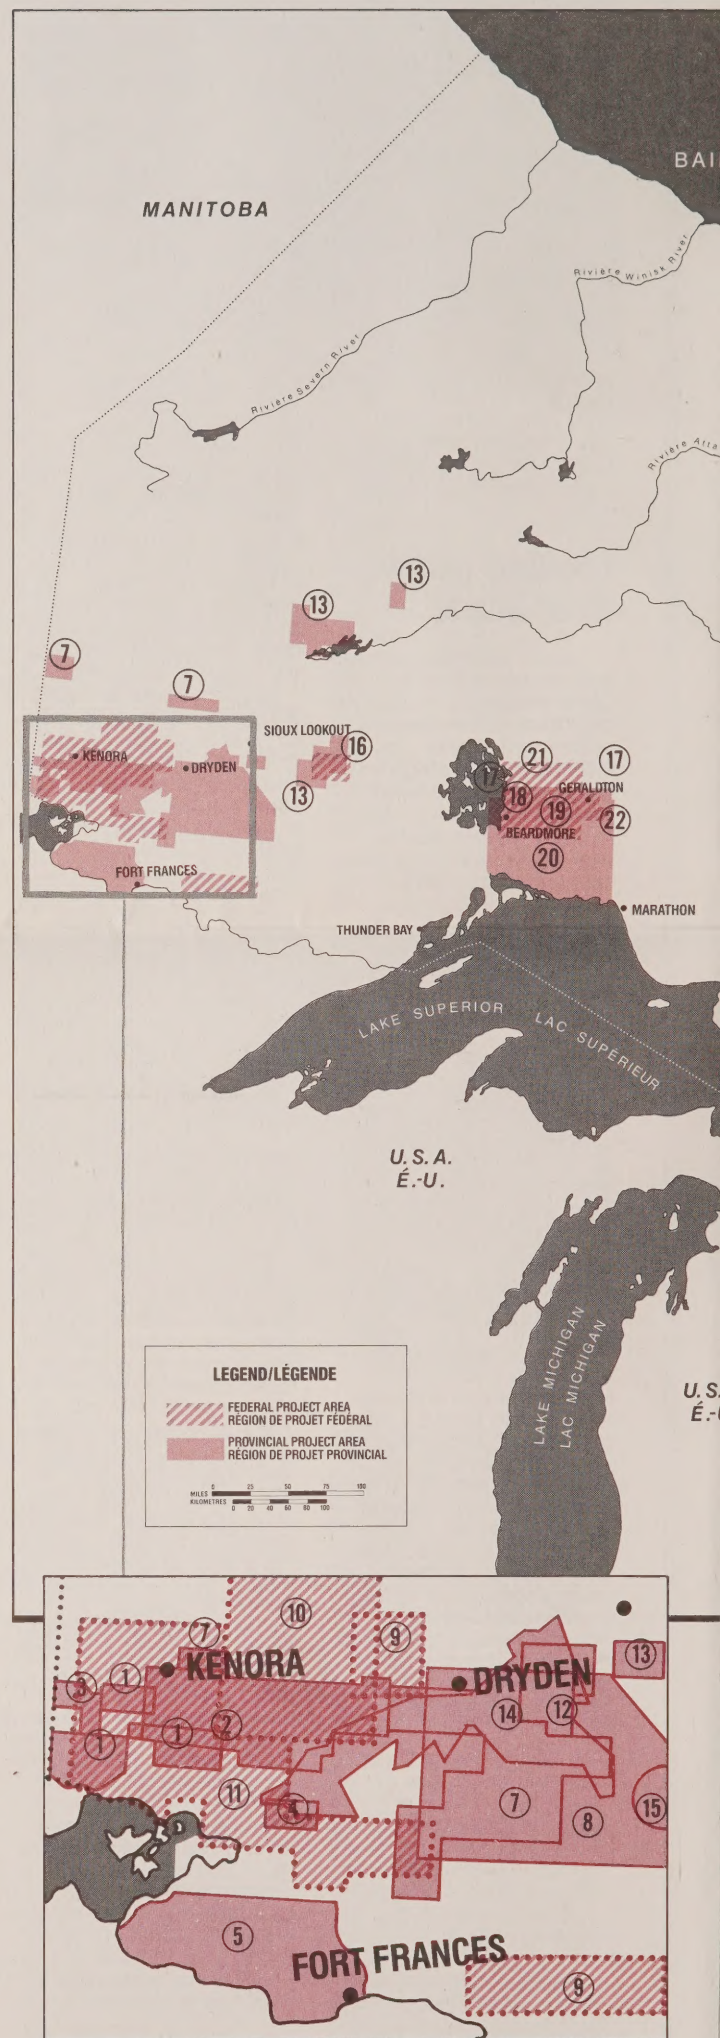 BAI
MANITOBA
Rivière Winisk River
Rivière Severn River
Rivière Atta
13
13
7
7
SIOUX LOOKOUT
16
KENORA
DRYDEN
13
21
17
17
GERALDTON
18
19
22
BEARDMORE
20
FORT FRANCES
MARATHON
THUNDER BAY
LAKE SUPERIOR
LAC SUPÉRIEUR
U.S.A.
É.-U.
LAKE MICHIGAN
LAC MICHIGAN
U.S.
É.-U
LEGEND/LÉGENDE
FEDERAL PROJECT AREA
RÉGION DE PROJET FÉDÉRAL
PROVINCIAL PROJECT AREA
RÉGION DE PROJET PROVINCIAL
0 25 50 75 100
MILES
KILOMETRES
0 20 40 60 80 100
10
7
9
KENORA
13
3
1
DRYDEN
12
14
1
1
2
11
4
7
8
15
5
FORT FRANCES
9